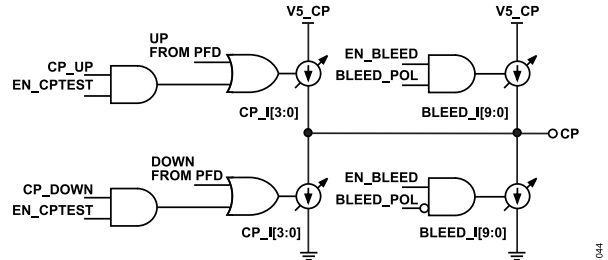 V5_CP
V5_CP
UP
FROM PFD
EN_BLEED
CP_UP
BLEED_POL
EN_CPTEST
CP_I[3:0]
BLEED_I[9:0]
CP
DOWN
FROM PFD
EN_BLEED
CP_DOWN
BLEED_POL
EN_CPTEST
CP_I[3:0]
BLEED_I[9:0]
044